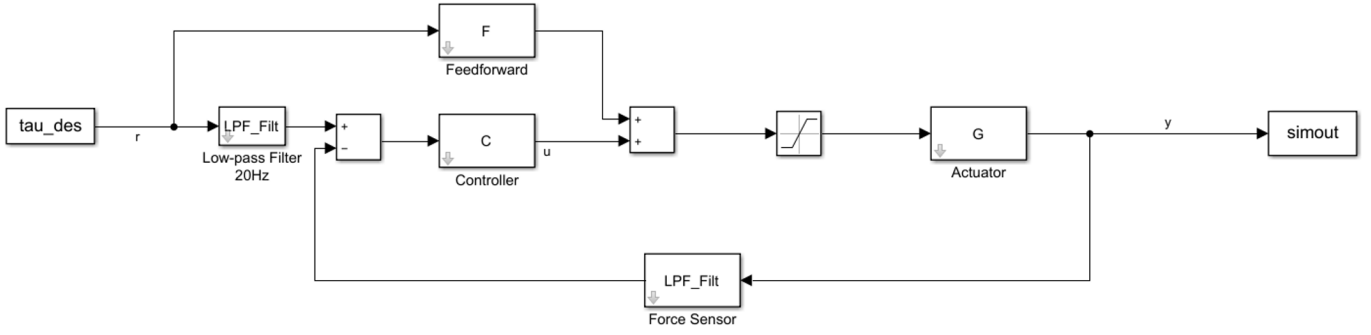 F
Feedforward
tau_des
r
LPF_Filt
Low-pass Filter
20Hz
+
−
C
Controller
u
+
+
G
Actuator
y
simout
LPF_Filt
Force Sensor